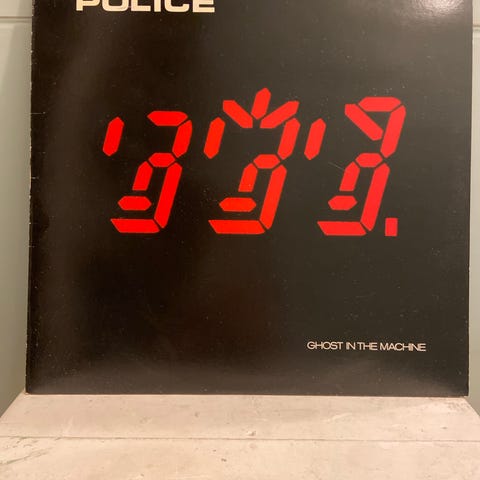 POLICE
GHOST IN THE MACHINE